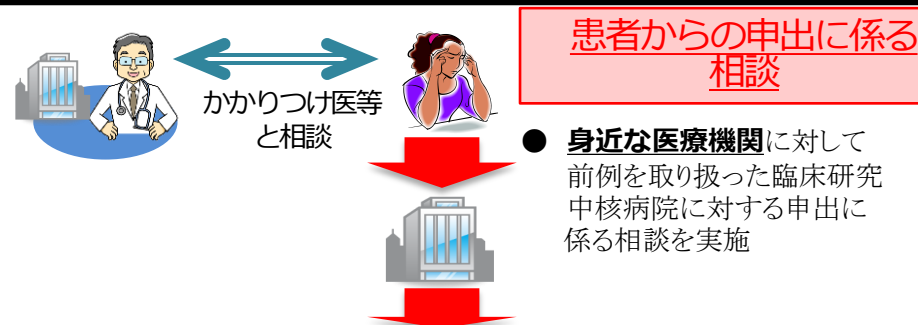 患者からの申出に係る
相談
かかりつけ医等
と相談
● 身近な医療機関に対して
前例を取り扱った臨床研究
中核病院に対する申出に
係る相談を実施